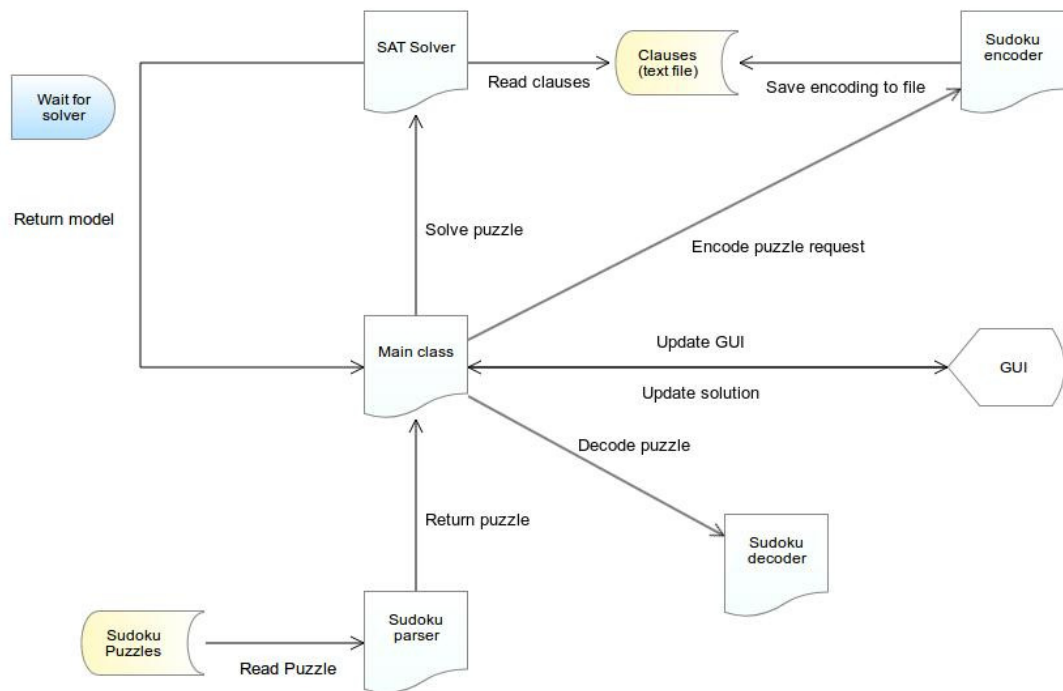 SAT Solver
Clauses
(text file)
Sudoku
encoder
Read clauses
Save encoding to file
Wait for
solver
Return model
Solve puzzle
Encode puzzle request
Main class
Update GUI
GUI
Update solution
Decode puzzle
Return puzzle
Sudoku
decoder
Sudoku
Puzzles
Sudoku
parser
Read Puzzle